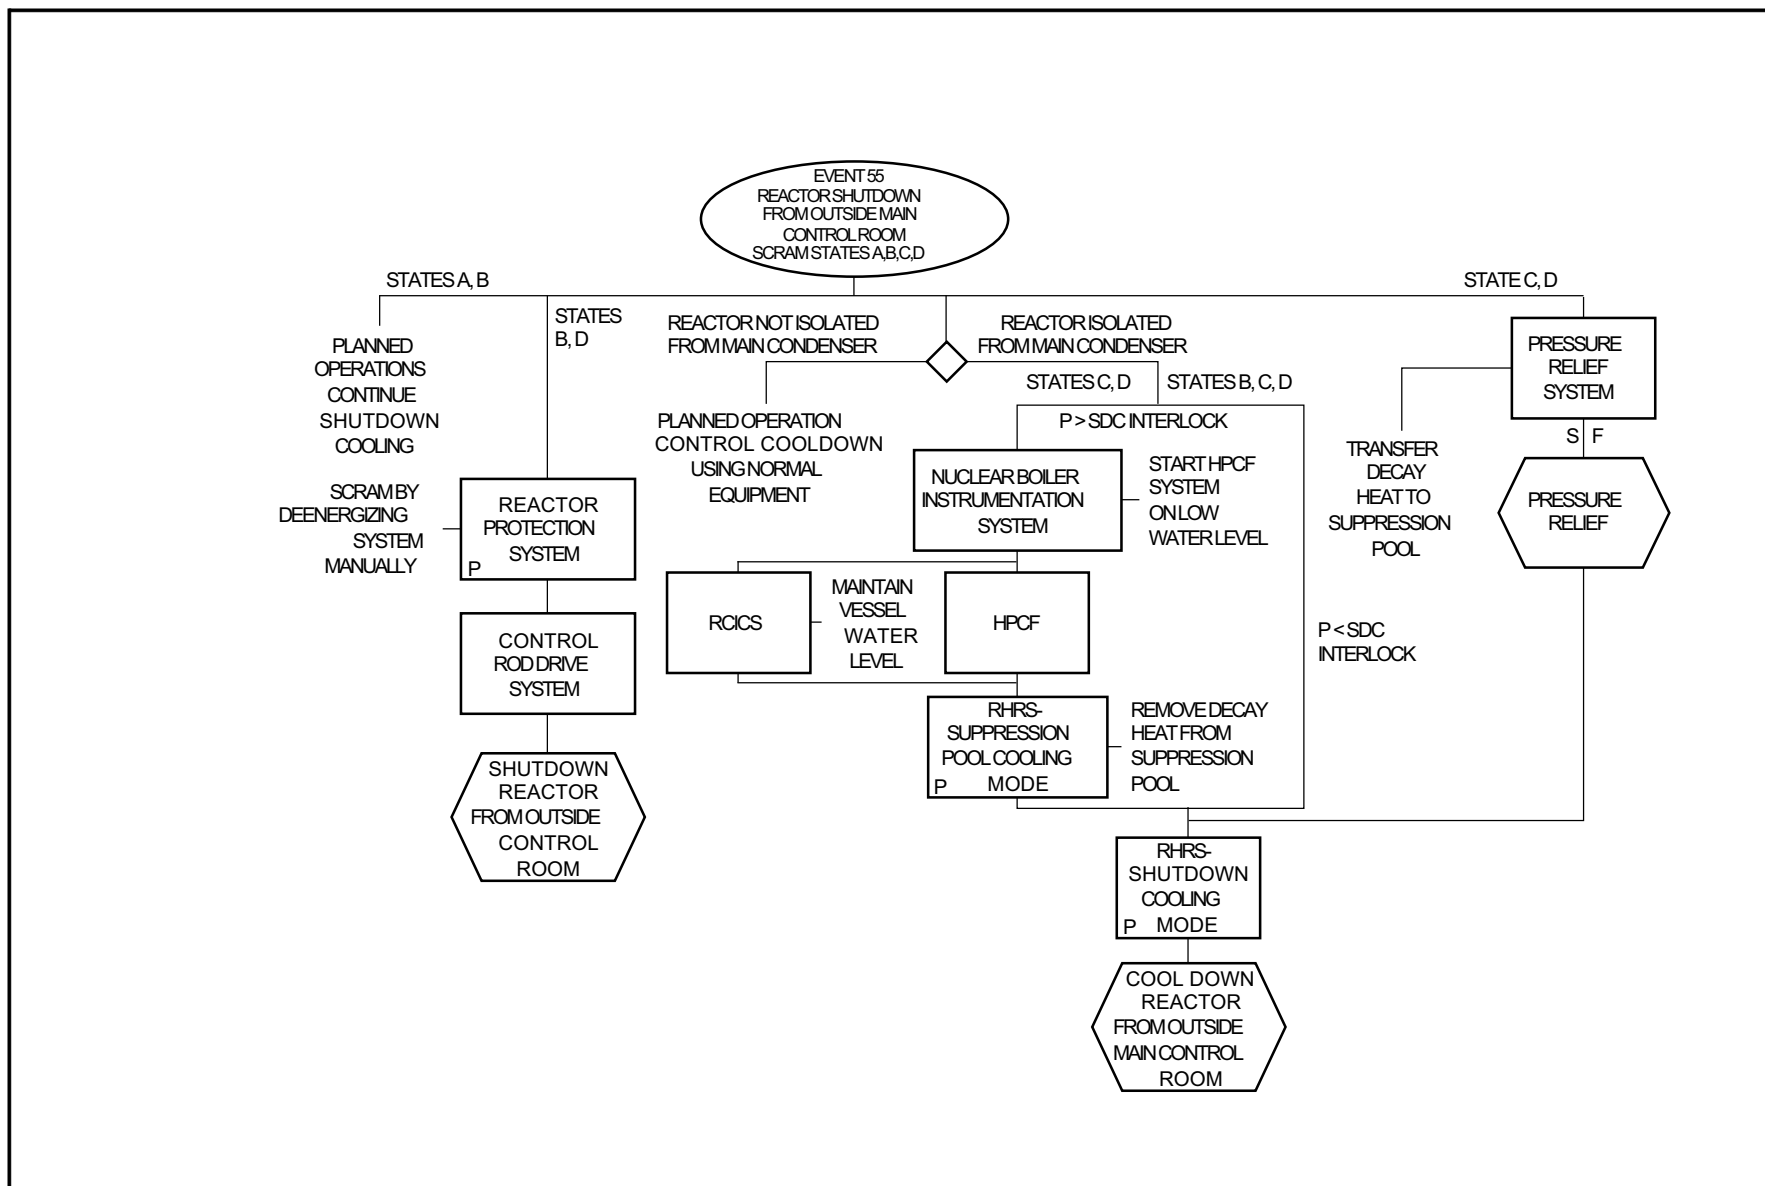 EVENT 55
REACTOR SHUTDOWN
FROM OUTSIDE MAIN
CONTROL ROOM
SCRAM STATES A,B,C,D
STATES A, B
STATE C, D
STATES
B, D
REACTOR NOT ISOLATED
FROM MAIN CONDENSER
REACTOR ISOLATED
FROM MAIN CONDENSER
PLANNED
OPERATIONS
CONTINUE
SHUTDOWN
COOLING
PRESSURE
RELIEF
SYSTEM
STATES C, D
STATES B, C, D
PLANNED OPERATION
CONTROL COOLDOWN
USING NORMAL
EQUIPMENT
P > SDC INTERLOCK
S F
TRANSFER
DECAY
HEAT TO
SUPPRESSION
POOL
NUCLEAR BOILER
INSTRUMENTATION
SYSTEM
START HPCF
SYSTEM
ON LOW
WATER LEVEL
SCRAM BY
DEENERGIZING
SYSTEM
MANUALLY
REACTOR
PROTECTION
SYSTEM
P
PRESSURE
RELIEF
RCICS
MAINTAIN
VESSEL
WATER
LEVEL
HPCF
P < SDC
INTERLOCK
CONTROL
ROD DRIVE
SYSTEM
RHRS-
SUPPRESSION
POOL COOLING
P MODE
REMOVE DECAY
HEAT FROM
SUPPRESSION
POOL
SHUTDOWN
REACTOR
FROM OUTSIDE
CONTROL
ROOM
RHRS-
SHUTDOWN
COOLING
P MODE
COOL DOWN
REACTOR
FROM OUTSIDE
MAIN CONTROL
ROOM